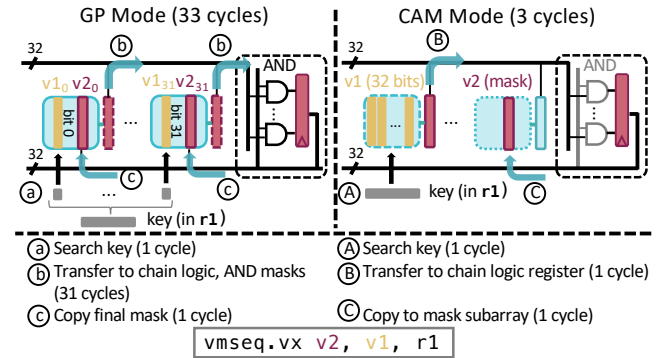 GP Mode (33 cycles)
CAM Mode (3 cycles)
32
b
b
AND
v1₀ v2₀
v1₃₁ v2₃₁
bit 0
...
bit 31
...
32
a
c
c
...
key (in r1)
32
B
AND
v1 (32 bits)
v2 (mask)
...
...
...
32
A
C
key (in r1)
a Search key (1 cycle)
b Transfer to chain logic, AND masks
(31 cycles)
c Copy final mask (1 cycle)
A Search key (1 cycle)
B Transfer to chain logic register (1 cycle)
C Copy to mask subarray (1 cycle)
vmseq.vx v2, v1, r1